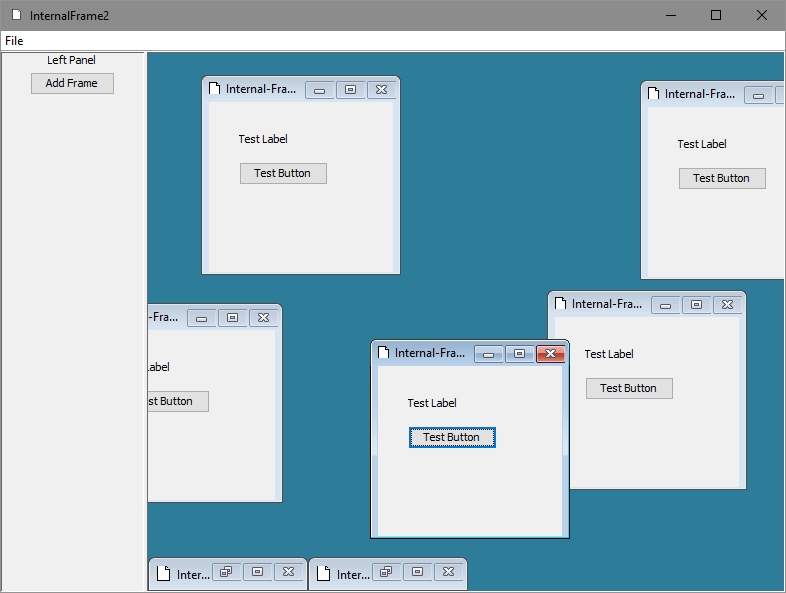 InternalFrame2
File
Left Panel
Add Frame
Internal-Fra...
Test Label
Test Button
Internal-Fra...
Test Label
Test Button
-Fra...
Label
st Button
Internal-Fra...
Test Label
Test Button
Internal-Fra...
Test Label
Test Button
Inter...
Inter...